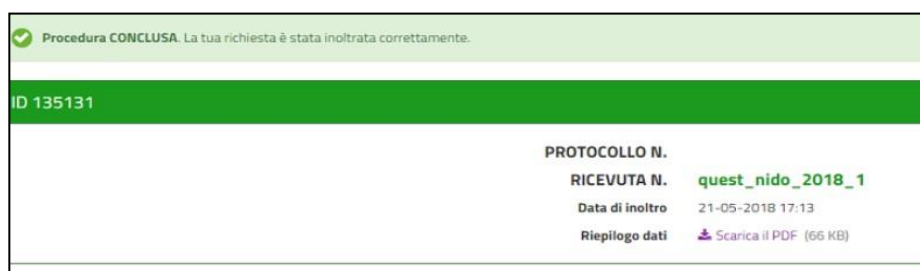 Procedura CONCLUSA. La tua richiesta è stata inoltrata correttamente.
ID 135131
PROTOCOLLO N.
RICEVUTA N. quest_nido_2018_1
Data di inoltro 21-05-2018 17:13
Riepilogo dati Scarica il PDF (66 KB)